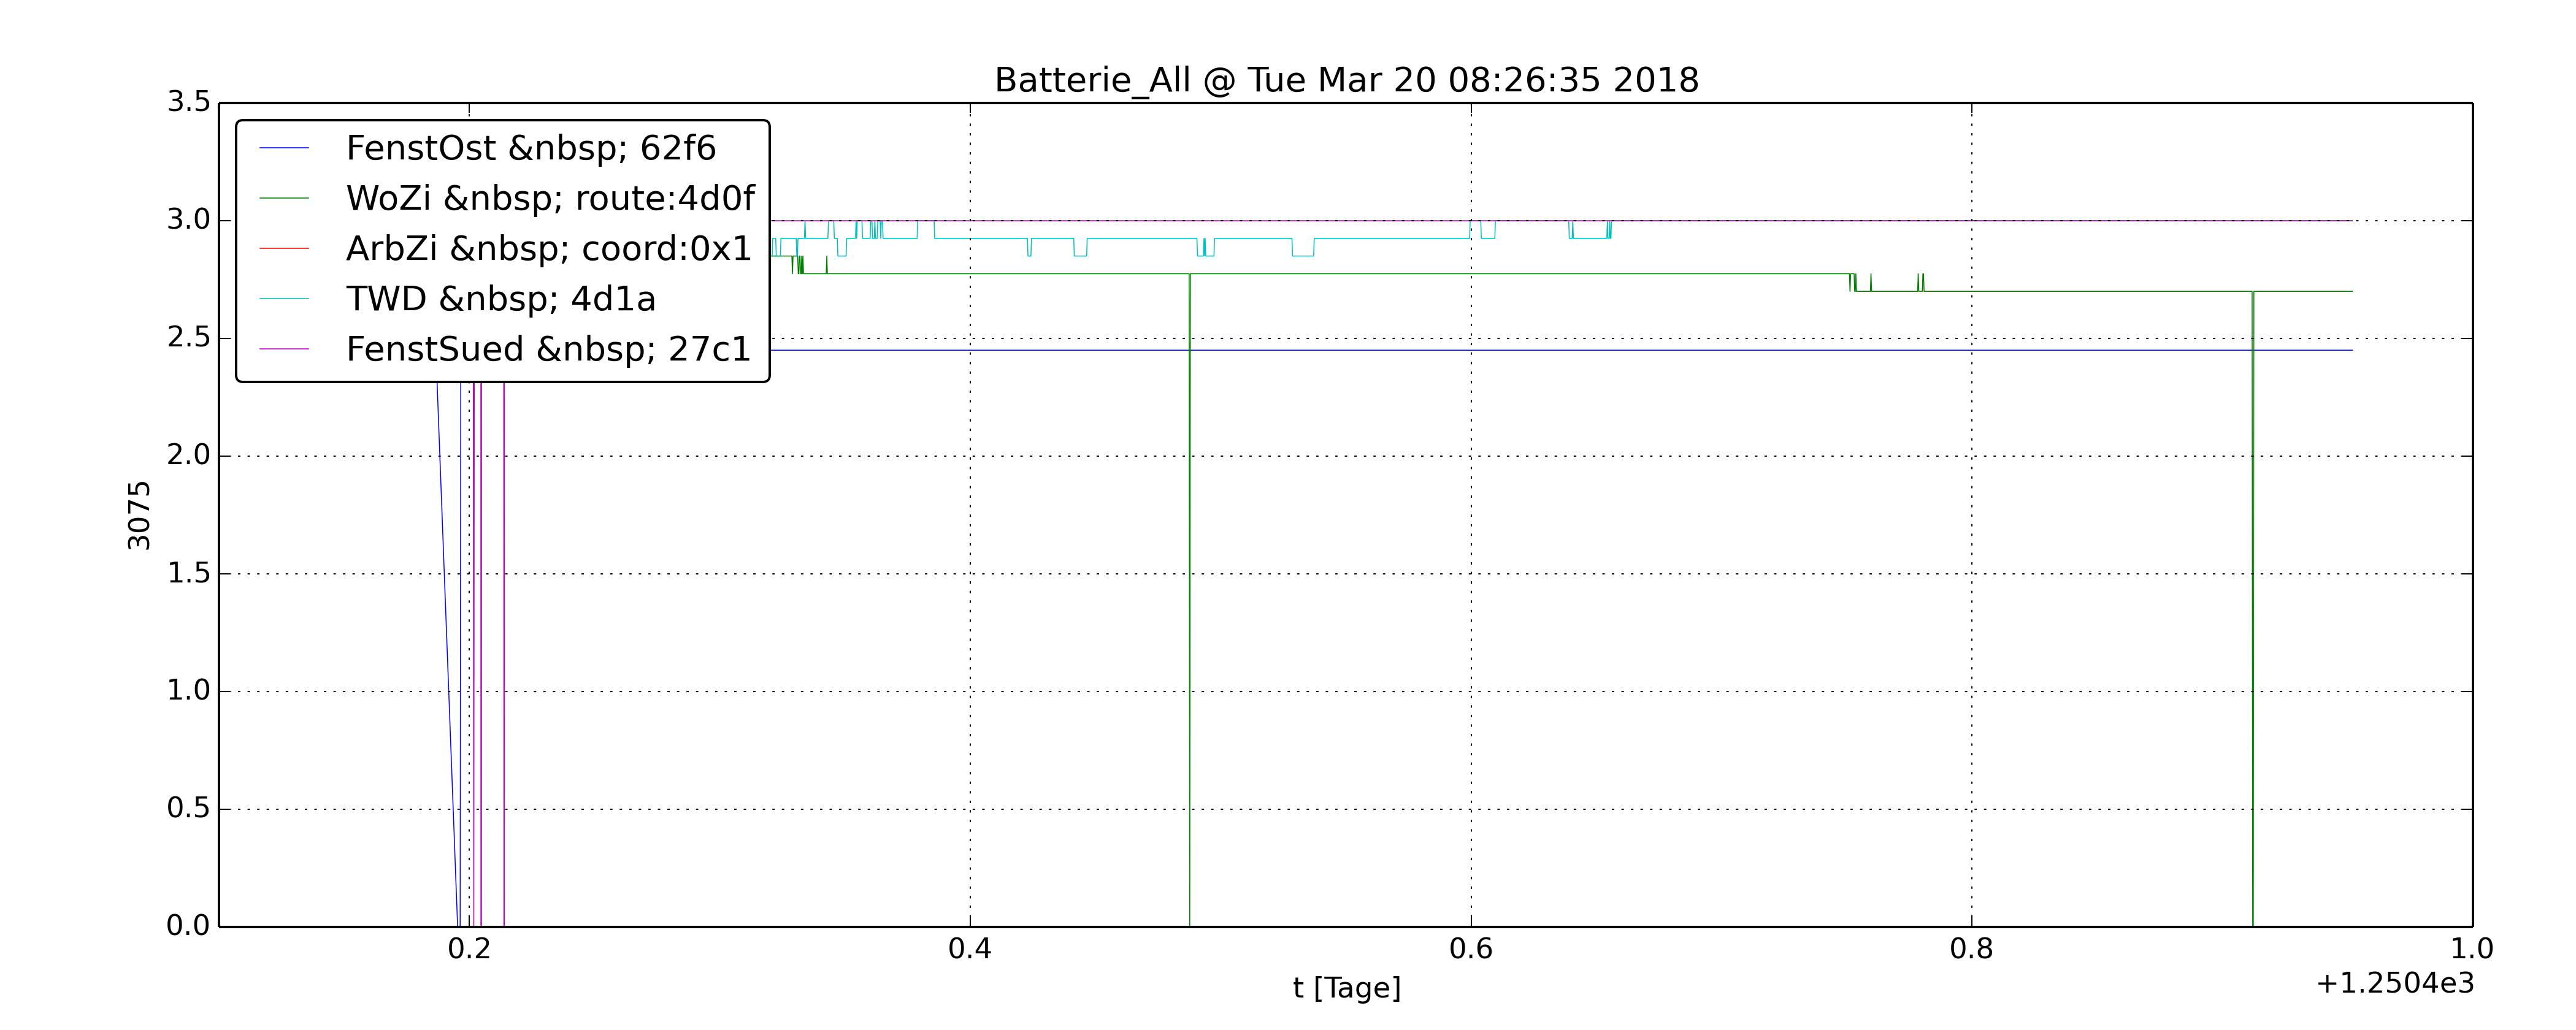 Batterie_All @ Tue Mar 20 08:26:35 2018
3.5
3.0
2.5
2.0
1.5
1.0
0.5
0.0
3075
FenstOst &nbsp; 62f6
WoZi &nbsp; route:4d0f
ArbZi &nbsp; coord:0x1
TWD &nbsp; 4d1a
FenstSued &nbsp; 27c1
0.2 0.4 0.6 0.8 1.0
t [Tage]
+1.2504e3